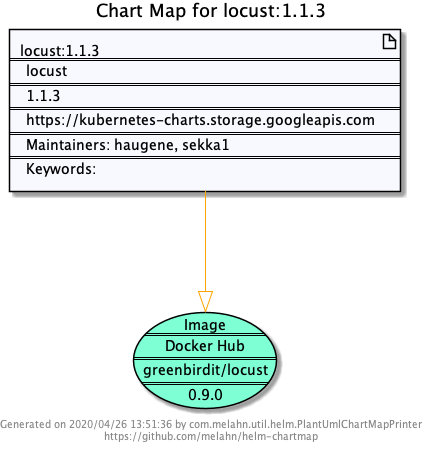 Chart Map for locust:1.1.3
locust:1.1.3
locust
1.1.3
https://kubernetes-charts.storage.googleapis.com
Maintainers: haugene, sekka1
Keywords:
Image
Docker Hub
greenbirdit/locust
0.9.0
Generated on 2020/04/26 13:51:36 by com.melahn.util.helm.PlantUmlChartMapPrinter
https://github.com/melahn/helm-chartmap